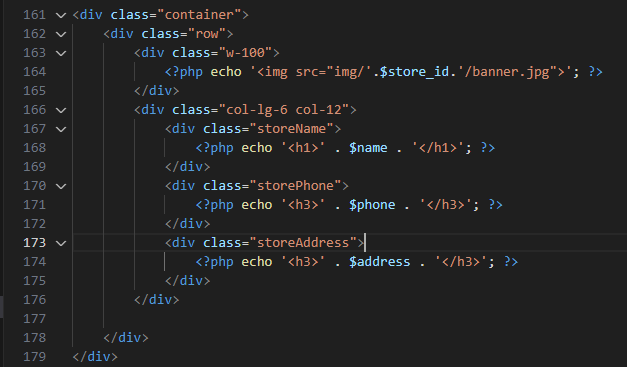 161 <div class="container">
162 <div class="row">
163 <div class="w-100">
164 <?php echo '<img src="img/'.$store_id.'/banner.jpg">'; ?>
165 </div>
166 <div class="col-lg-6 col-12">
167 <div class="storeName">
168 <?php echo '<h1>' . $name . '</h1>'; ?>
169 </div>
170 <div class="storePhone">
171 <?php echo '<h3>' . $phone . '</h3>'; ?>
172 </div>
173 <div class="storeAddress">
174 <?php echo '<h3>' . $address . '</h3>'; ?>
175 </div>
176 </div>
177
178 </div>
179 </div>